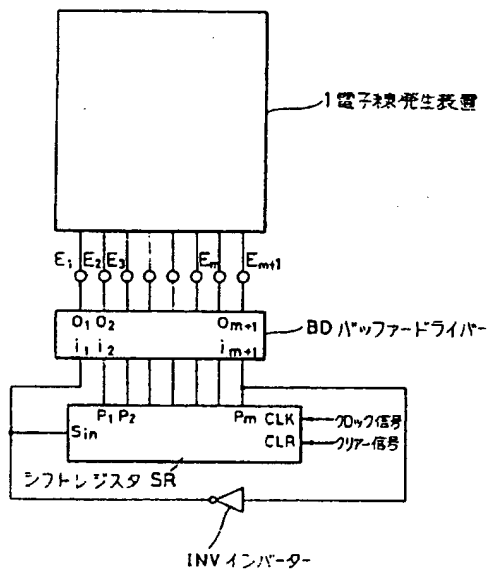 1 電子線発生装置
E1 E2 E3 Em Em+1
O1 O2 Om+1
BD バッファードライバー
i1 i2 im+1
P1 P2 Pm CLK クロック信号
Sin CLR クリアー信号
シフトレジスタ SR
INV インバーター